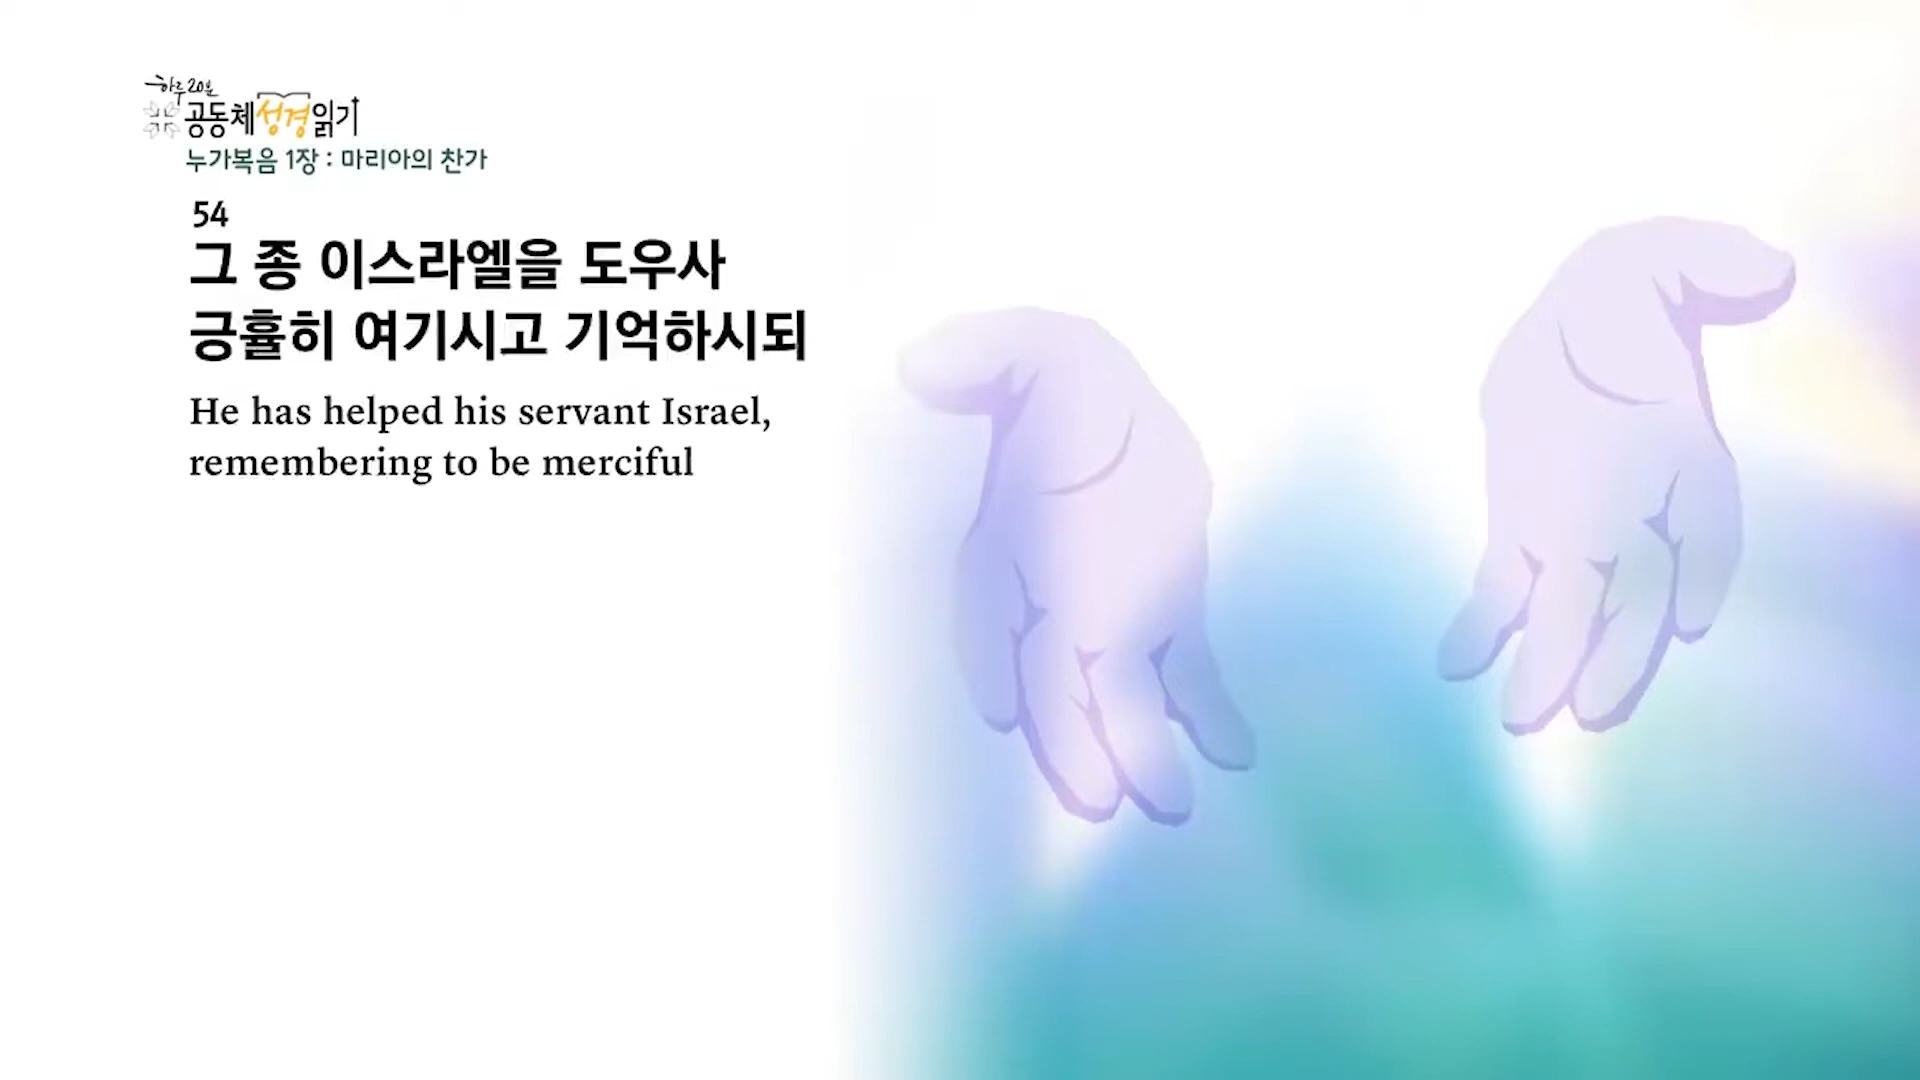 하루 20분
공동체성경읽기
누가복음 1장 : 마리아의 찬가
54
그 종 이스라엘을 도우사
긍휼히 여기시고 기억하시되
He has helped his servant Israel,
remembering to be merciful